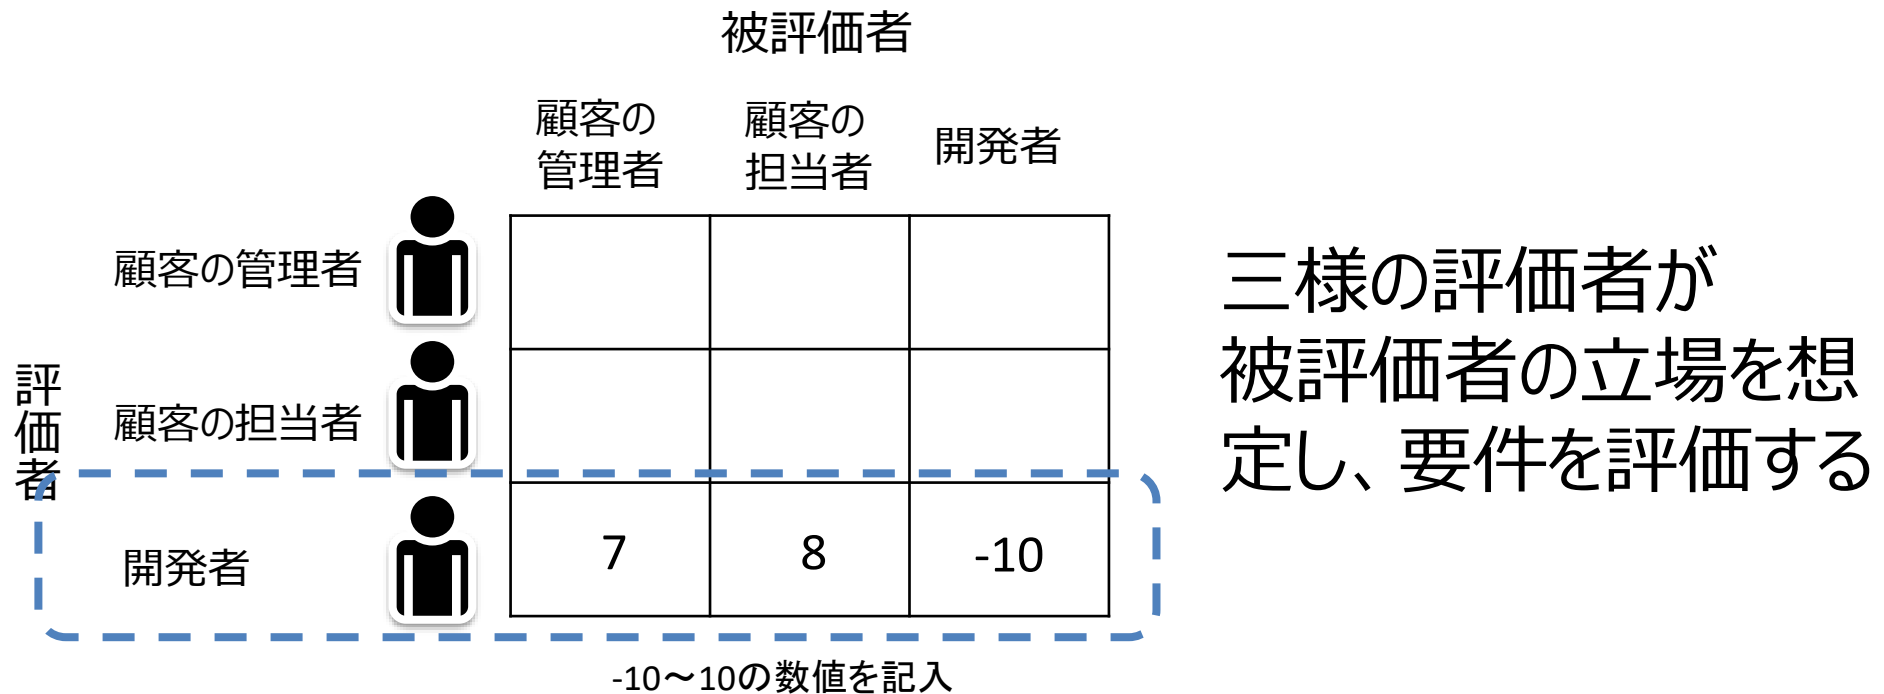 被評価者
顧客の
管理者
顧客の
担当者
開発者
評価者
顧客の管理者
顧客の担当者
開発者
7
8
-10
-10～10の数値を記入
三様の評価者が
被評価者の立場を想
定し、要件を評価する